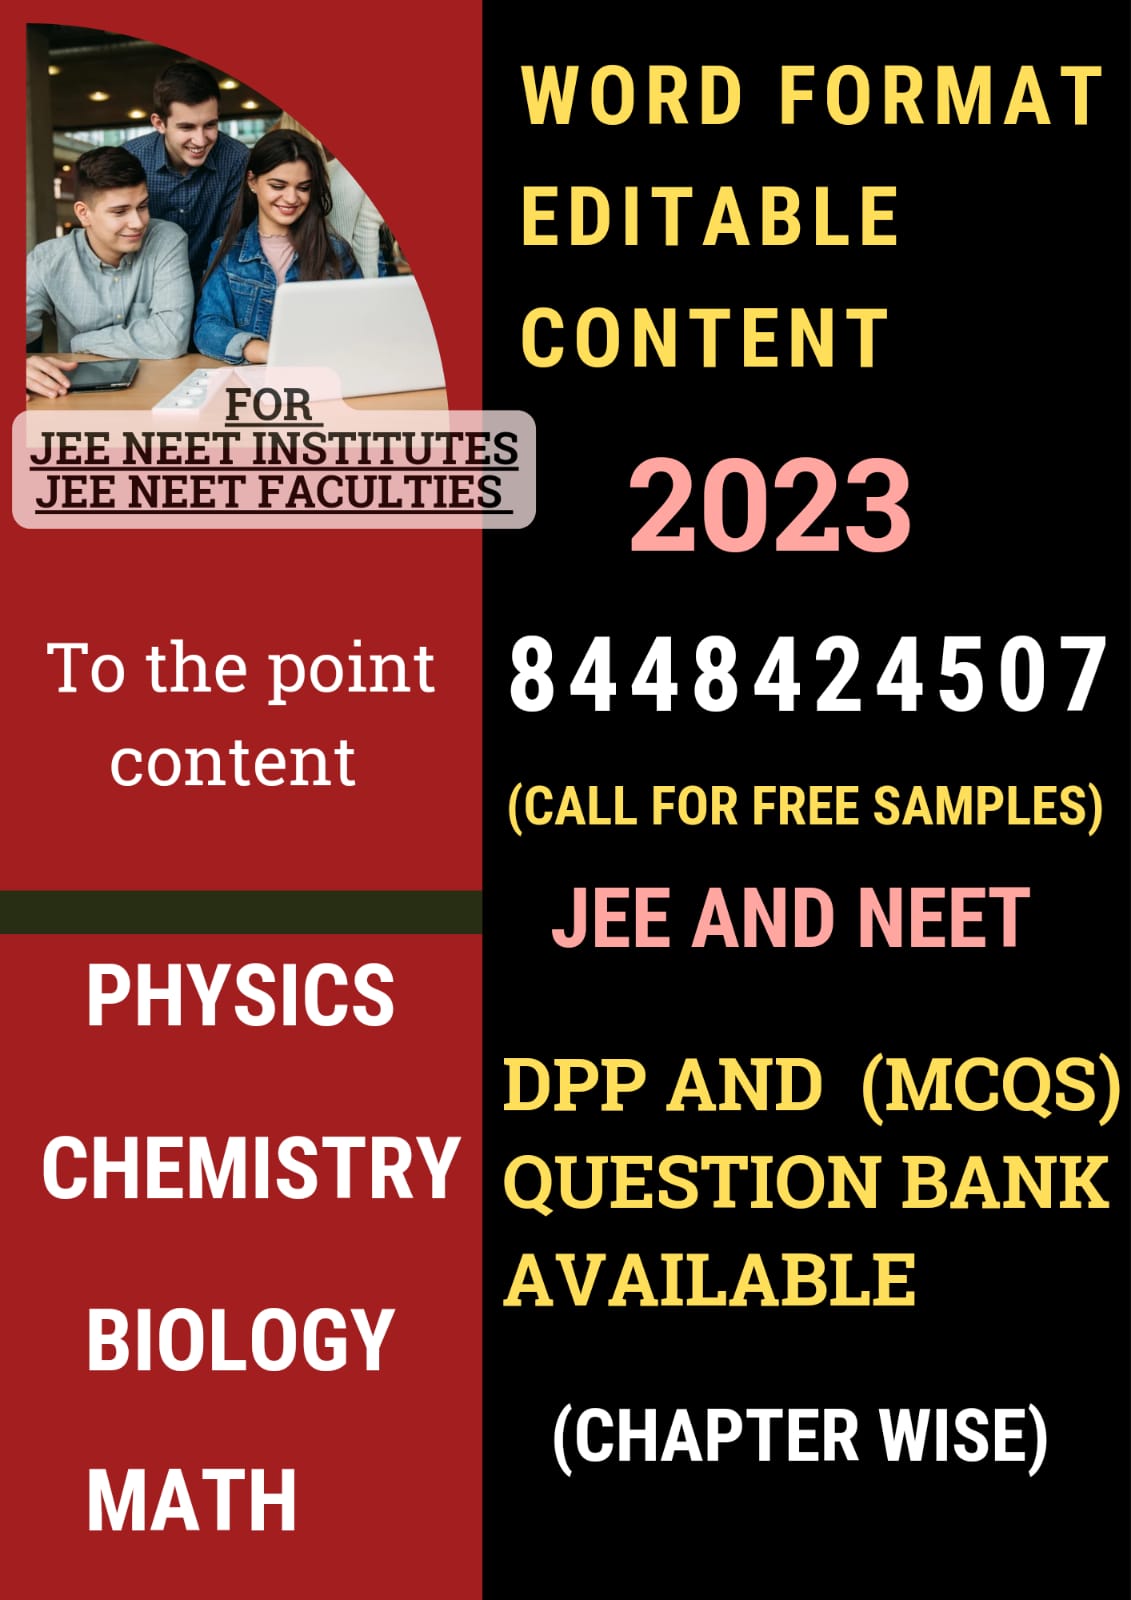 FOR
JEE NEET INSTITUTES
JEE NEET FACULTIES
To the point
content
PHYSICS
CHEMISTRY
BIOLOGY
MATH
WORD FORMAT
EDITABLE
CONTENT
2023
8448424507
(CALL FOR FREE SAMPLES)
JEE AND NEET
DPP AND (MCQS)
QUESTION BANK
AVAILABLE
(CHAPTER WISE)